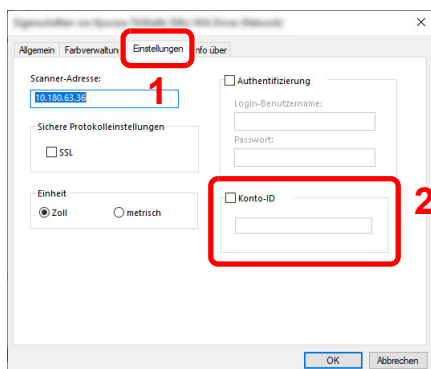 Allgemein Farbverwaltun Einstellungen nfo über
1
Scanner-Adresse:
10.180.63.36
Sichere Protokolleinstellungen
SSL
Einheit
Zoll metrisch
Authentifizierung
Login-Benutzername:
Passwort:
Konto-ID
2
OK Abbrechen